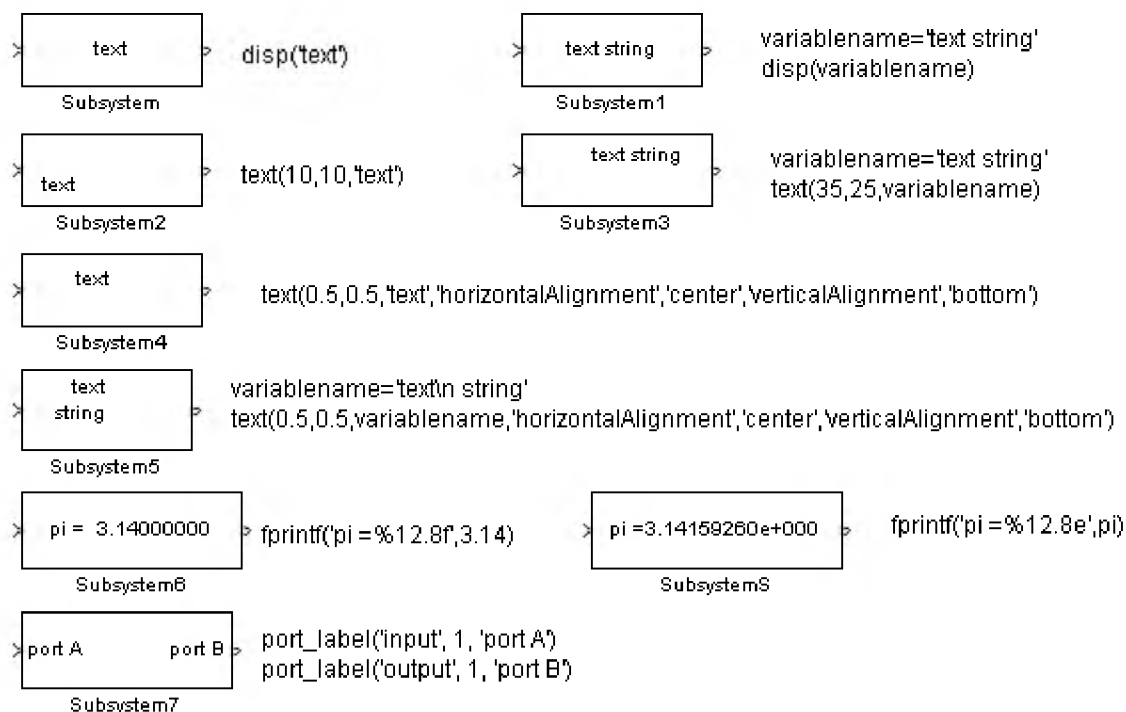 text
disp('text')
Subsystem
text string
variablename='text string'
disp(variablename)
Subsystem1
text
text(10,10,'text')
Subsystem2
text string
variablename='text string'
text(35,25,variablename)
Subsystem3
text
text(0.5,0.5,'text','horizontalAlignment','center','verticalAlignment','bottom')
Subsystem4
text
string
variablename='text\n string'
text(0.5,0.5,variablename,'horizontalAlignment','center','verticalAlignment','bottom')
Subsystem5
pi = 3.14000000
fprintf('pi =%12.8f',3.14)
Subsystem6
pi =3.14159260e+000
fprintf('pi =%12.8e',pi)
SubsystemS
port A port B
port_label('input', 1, 'port A')
port_label('output', 1, 'port B')
Subsystem7